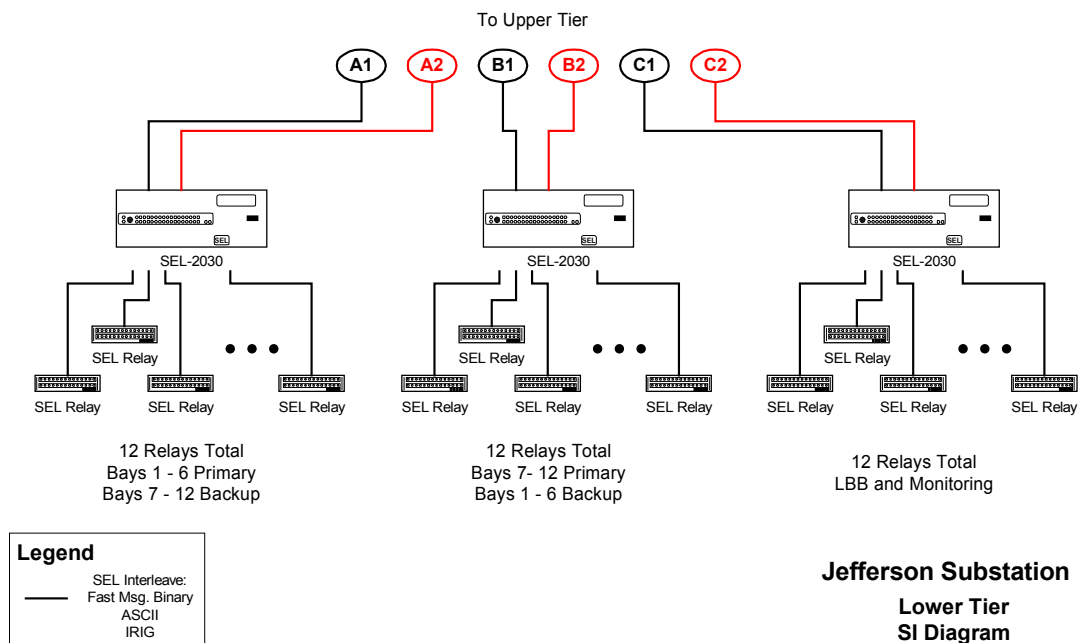 To Upper Tier
A1 A2 B1 B2 C1 C2
SEL SEL SEL
SEL-2030 SEL-2030 SEL-2030
SEL Relay SEL Relay SEL Relay
SEL Relay SEL Relay SEL Relay SEL Relay SEL Relay SEL Relay SEL Relay SEL Relay SEL Relay
12 Relays Total
Bays 1 - 6 Primary
Bays 7 - 12 Backup
12 Relays Total
Bays 7- 12 Primary
Bays 1 - 6 Backup
12 Relays Total
LBB and Monitoring
Legend
SEL Interleave:
Fast Msg. Binary
ASCII
IRIG
Jefferson Substation
Lower Tier
SI Diagram